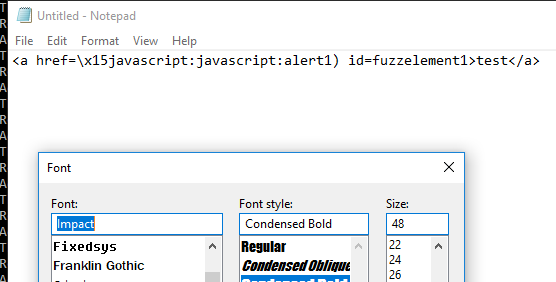 T
R
A
T
R
A
T
R
A
T
R
A
T
R
A
T
R
A
Untitled - Notepad
File Edit Format View Help
<a href=\x15javascript:javascript:alert1) id=fuzzelement1>test</a>
Font
Font: Font style: Size:
Impact Condensed Bold 48
Fixedsys Regular 22
Franklin Gothic Condensed Oblique 24
Condensed Bold 26